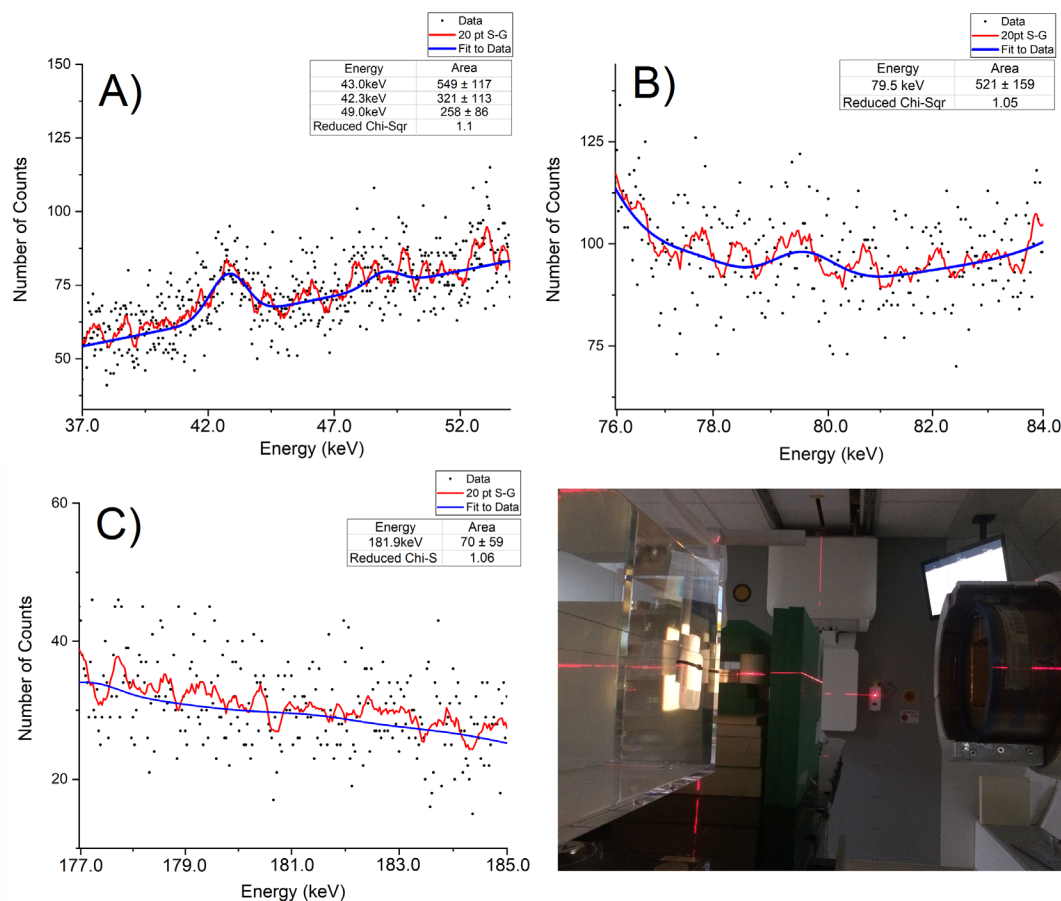 Data
20 pt S-G
Fit to Data
A)
Energy Area
43.0keV 549 ± 117
42.3keV 321 ± 113
49.0keV 258 ± 86
Reduced Chi-Sqr 1.1
150
125
100
75
50
Number of Counts
37.0 42.0 47.0 52.0
Energy (keV)
Data
20pt S-G
Fit to Data
B)
Energy Area
79.5 keV 521 ± 159
Reduced Chi-Sqr 1.05
125
100
75
Number of Counts
76.0 78.0 80.0 82.0 84.0
Energy (keV)
Data
20 pt S-G
Fit to Data
C)
Energy Area
181.9keV 70 ± 59
Reduced Chi-S 1.06
60
40
20
Number of Counts
177.0 179.0 181.0 183.0 185.0
Energy (keV)